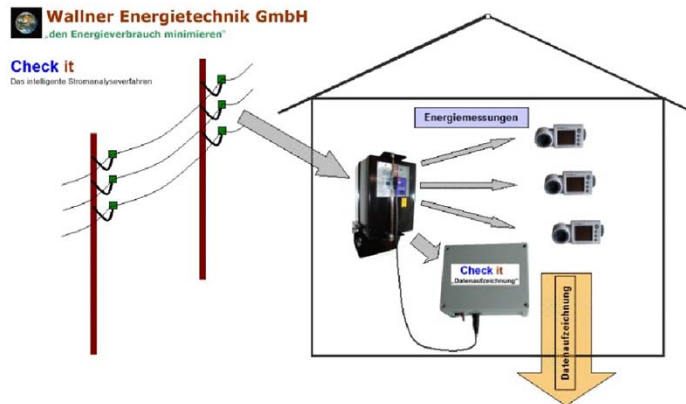 Wallner Energietechnik GmbH
„den Energieverbrauch minimieren“
Check it
Das intelligente Stromanalyseverfahren
Energiemessungen
Check it
„Datenaufzeichnung“
Datenaufzeichnung